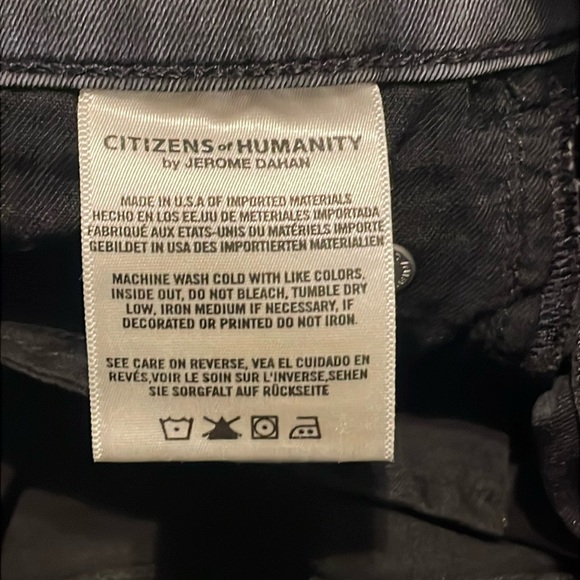 CITIZENS of HUMANITY
by JEROME DAHAN
MADE IN U.S.A OF IMPORTED MATERIALS
HECHO EN LOS EE.UU DE METERIALES IMPORTADA
FABRIQUÉ AUX ETATS-UNIS DU MATÉRIELS IMPORTE
GEBILDET IN USA DES IMPORTIERTEN MATERIALIEN
MACHINE WASH COLD WITH LIKE COLORS,
INSIDE OUT, DO NOT BLEACH, TUMBLE DRY
LOW, IRON MEDIUM IF NECESSARY, IF
DECORATED OR PRINTED DO NOT IRON.
SEE CARE ON REVERSE, VEA EL CUIDADO EN
REVÉS,VOIR LE SOIN SUR L'INVERSE,SEHEN
SIE SORGFALT AUF RÜCKSEITE